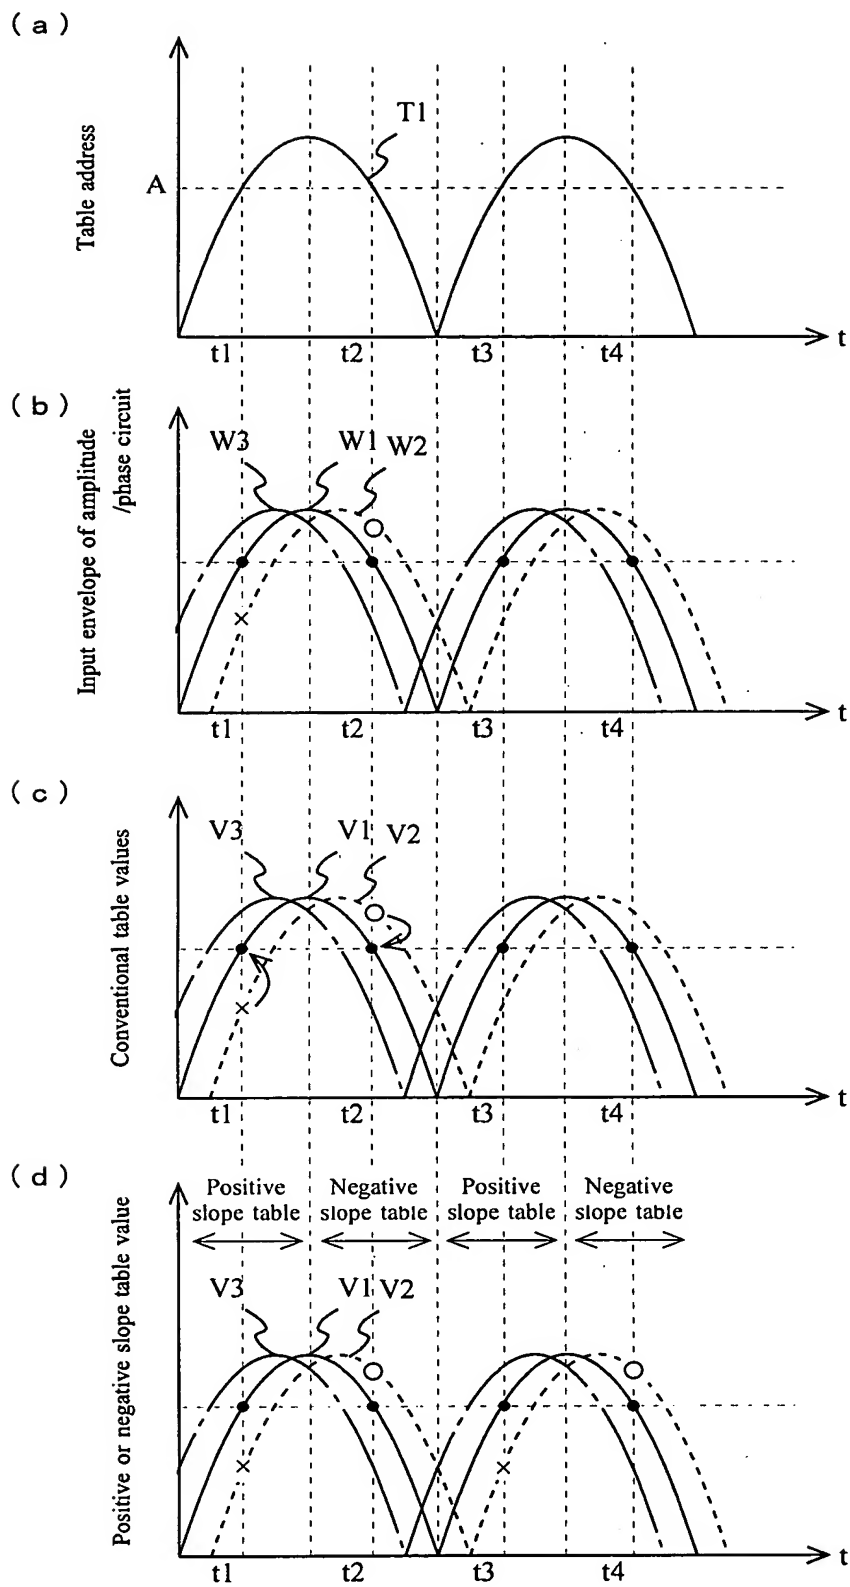 (a)
Table address
A
T1
t
t1 t2 t3 t4
(b)
Input envelope of amplitude
/phase circuit
W3 W1 W2
t
t1 t2 t3 t4
(c)
Conventional table values
V3 V1 V2
t
t1 t2 t3 t4
(d)
Positive or negative slope table value
Positive Negative Positive Negative
slope table slope table slope table slope table
V3 V1 V2
t
t1 t2 t3 t4